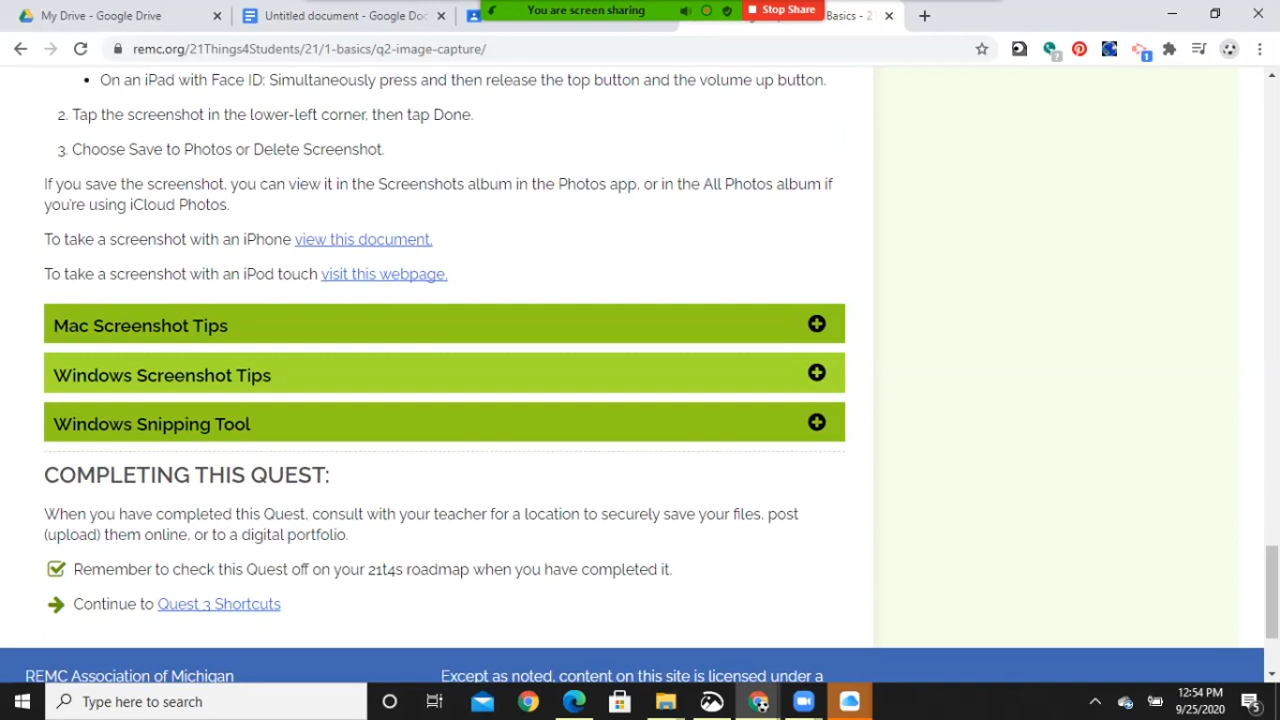 My Drive - Google Drive
Untitled document - Google Doc
You are screen sharing
Stop Share
Basics - 2
remc.org/21Things4Students/21/1-basics/q2-image-capture/
• On an iPad with Face ID: Simultaneously press and then release the top button and the volume up button.
2. Tap the screenshot in the lower-left corner, then tap Done.
3. Choose Save to Photos or Delete Screenshot.
If you save the screenshot, you can view it in the Screenshots album in the Photos app, or in the All Photos album if
you're using iCloud Photos.
To take a screenshot with an iPhone view this document.
To take a screenshot with an iPod touch visit this webpage.
Mac Screenshot Tips
Windows Screenshot Tips
Windows Snipping Tool
COMPLETING THIS QUEST:
When you have completed this Quest, consult with your teacher for a location to securely save your files, post
(upload) them online, or to a digital portfolio.
Remember to check this Quest off on your 21t4s roadmap when you have completed it.
Continue to Quest 3 Shortcuts
REMC Association of Michigan
Except as noted, content on this site is licensed under a
Type here to search
12:54 PM
9/25/2020
5